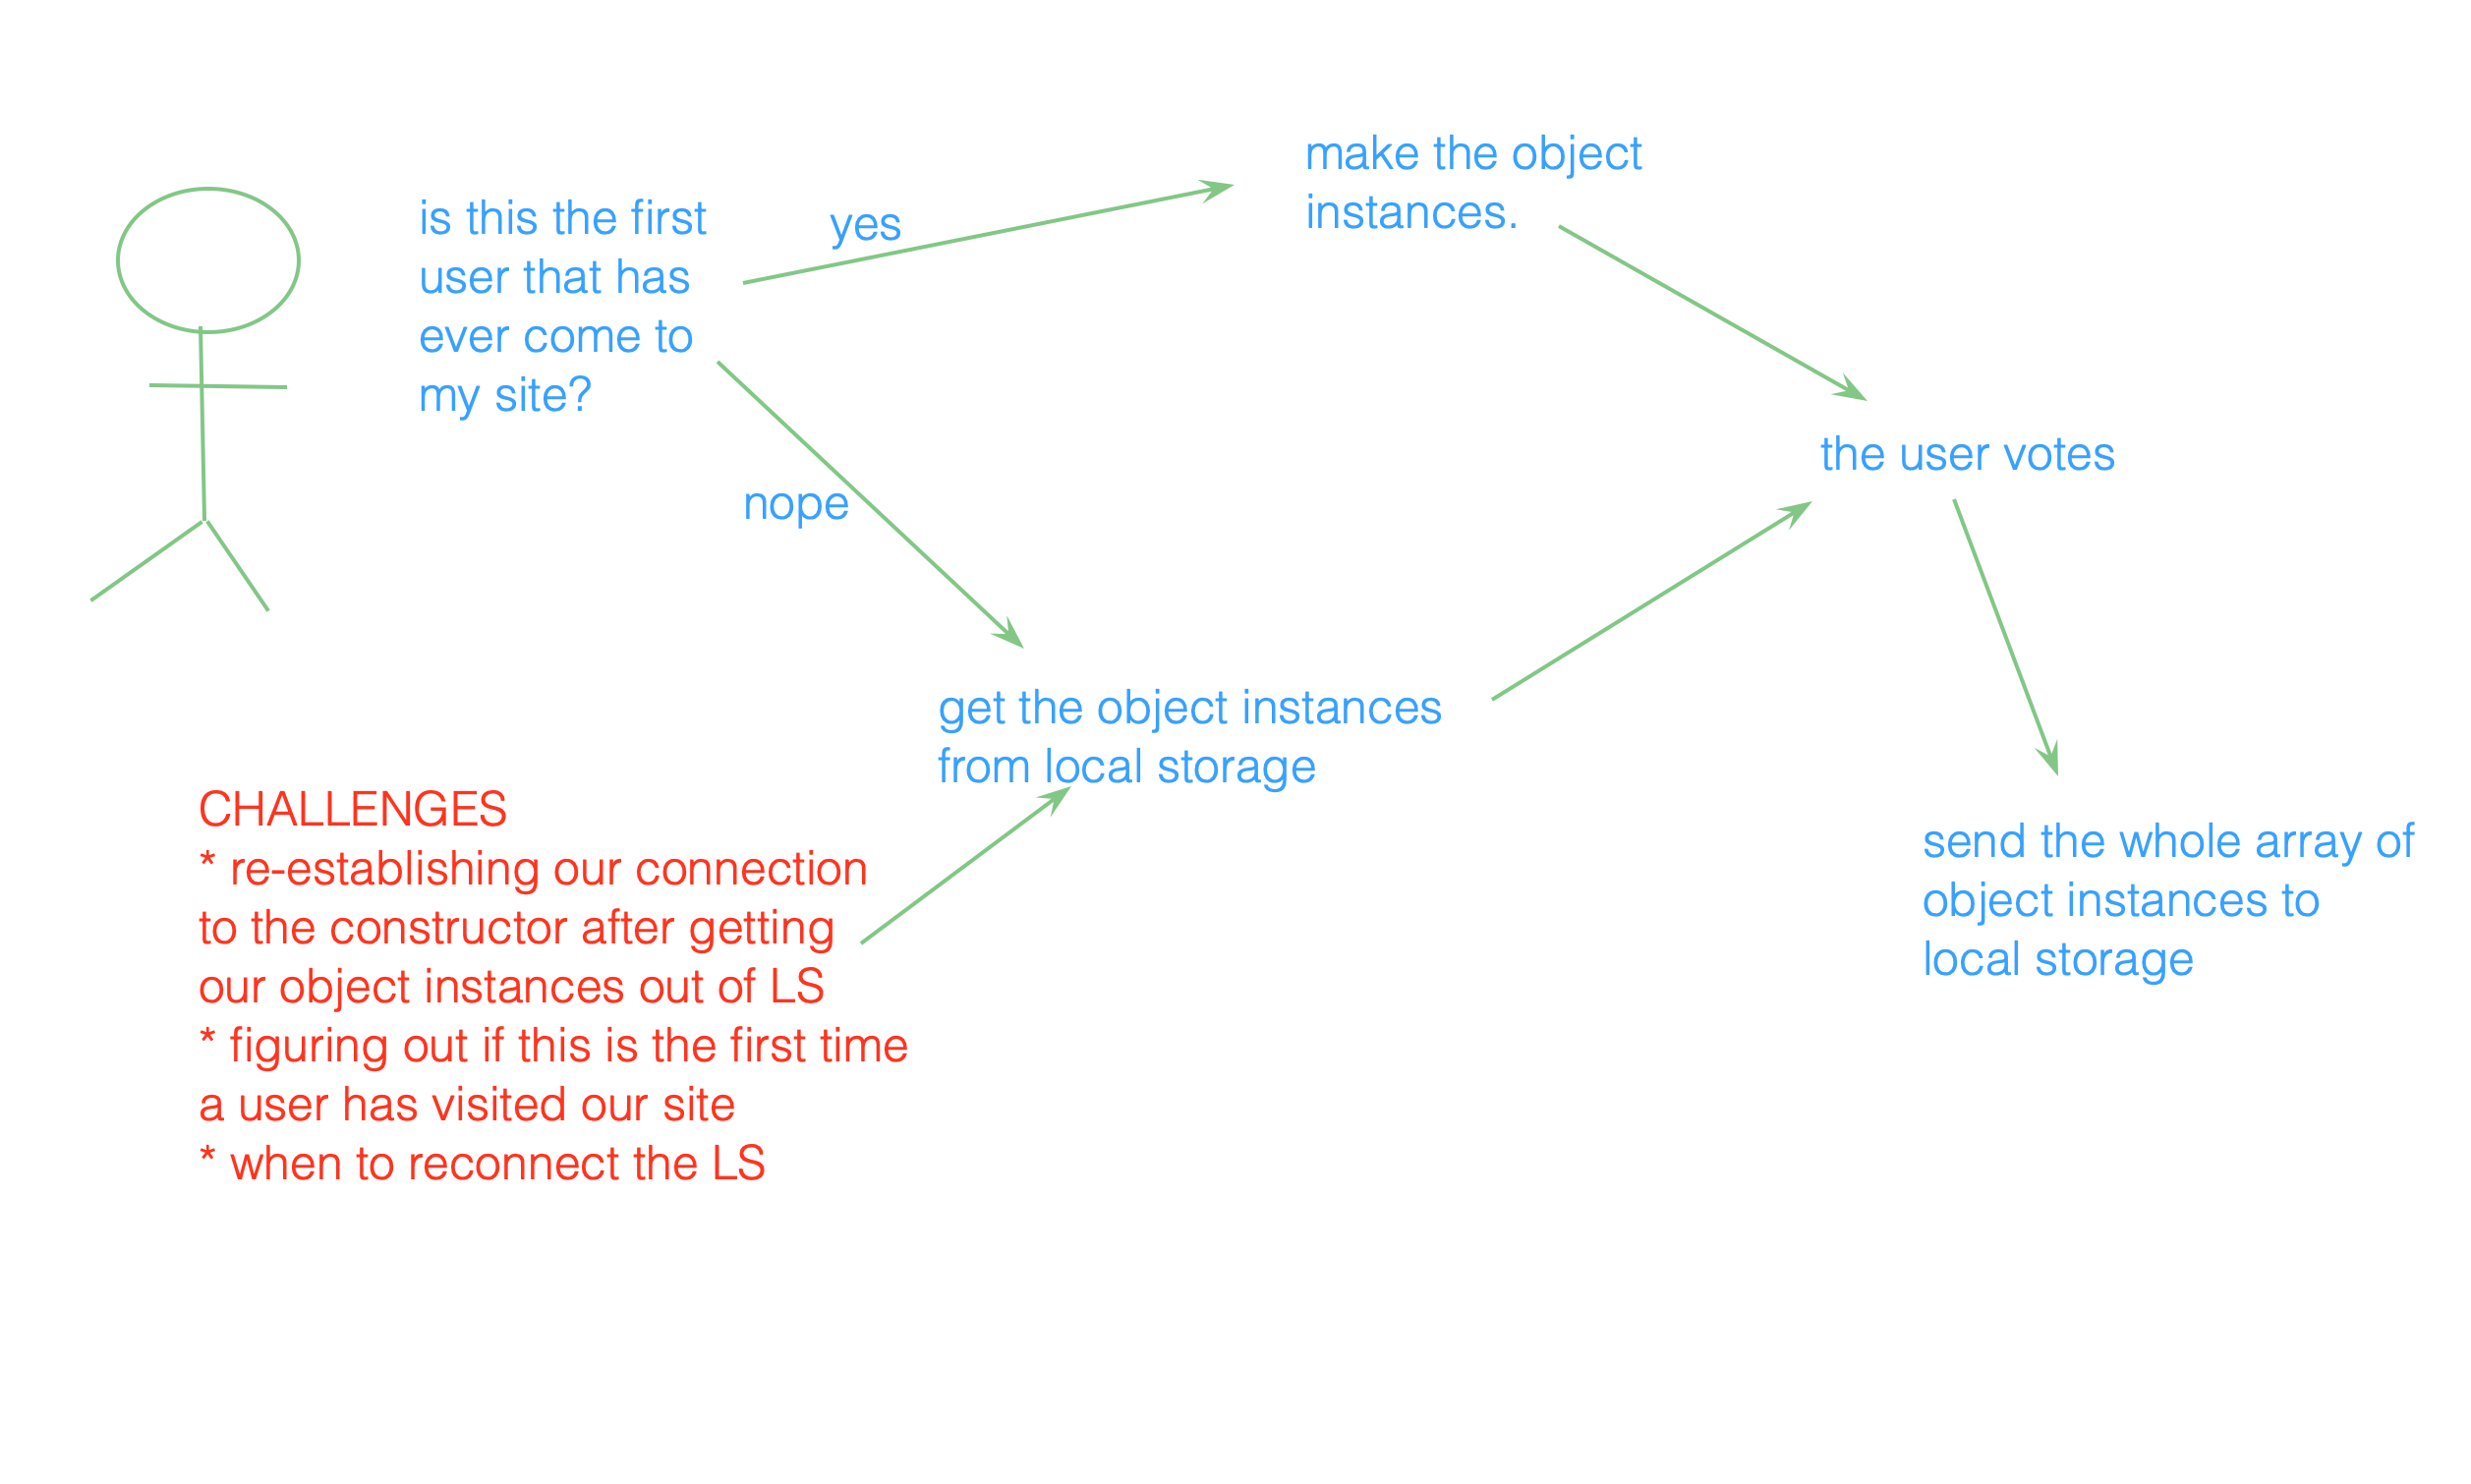 is this the first
user that has
ever come to
my site?
yes
make the object
instances.
nope
the user votes
get the object instances
from local storage
send the whole array of
object instances to
local storage
CHALLENGES
* re-establishing our connection
to the constructor after getting
our object instances out of LS
* figuring out if this is the first time
a user has visited our site
* when to reconnect the LS